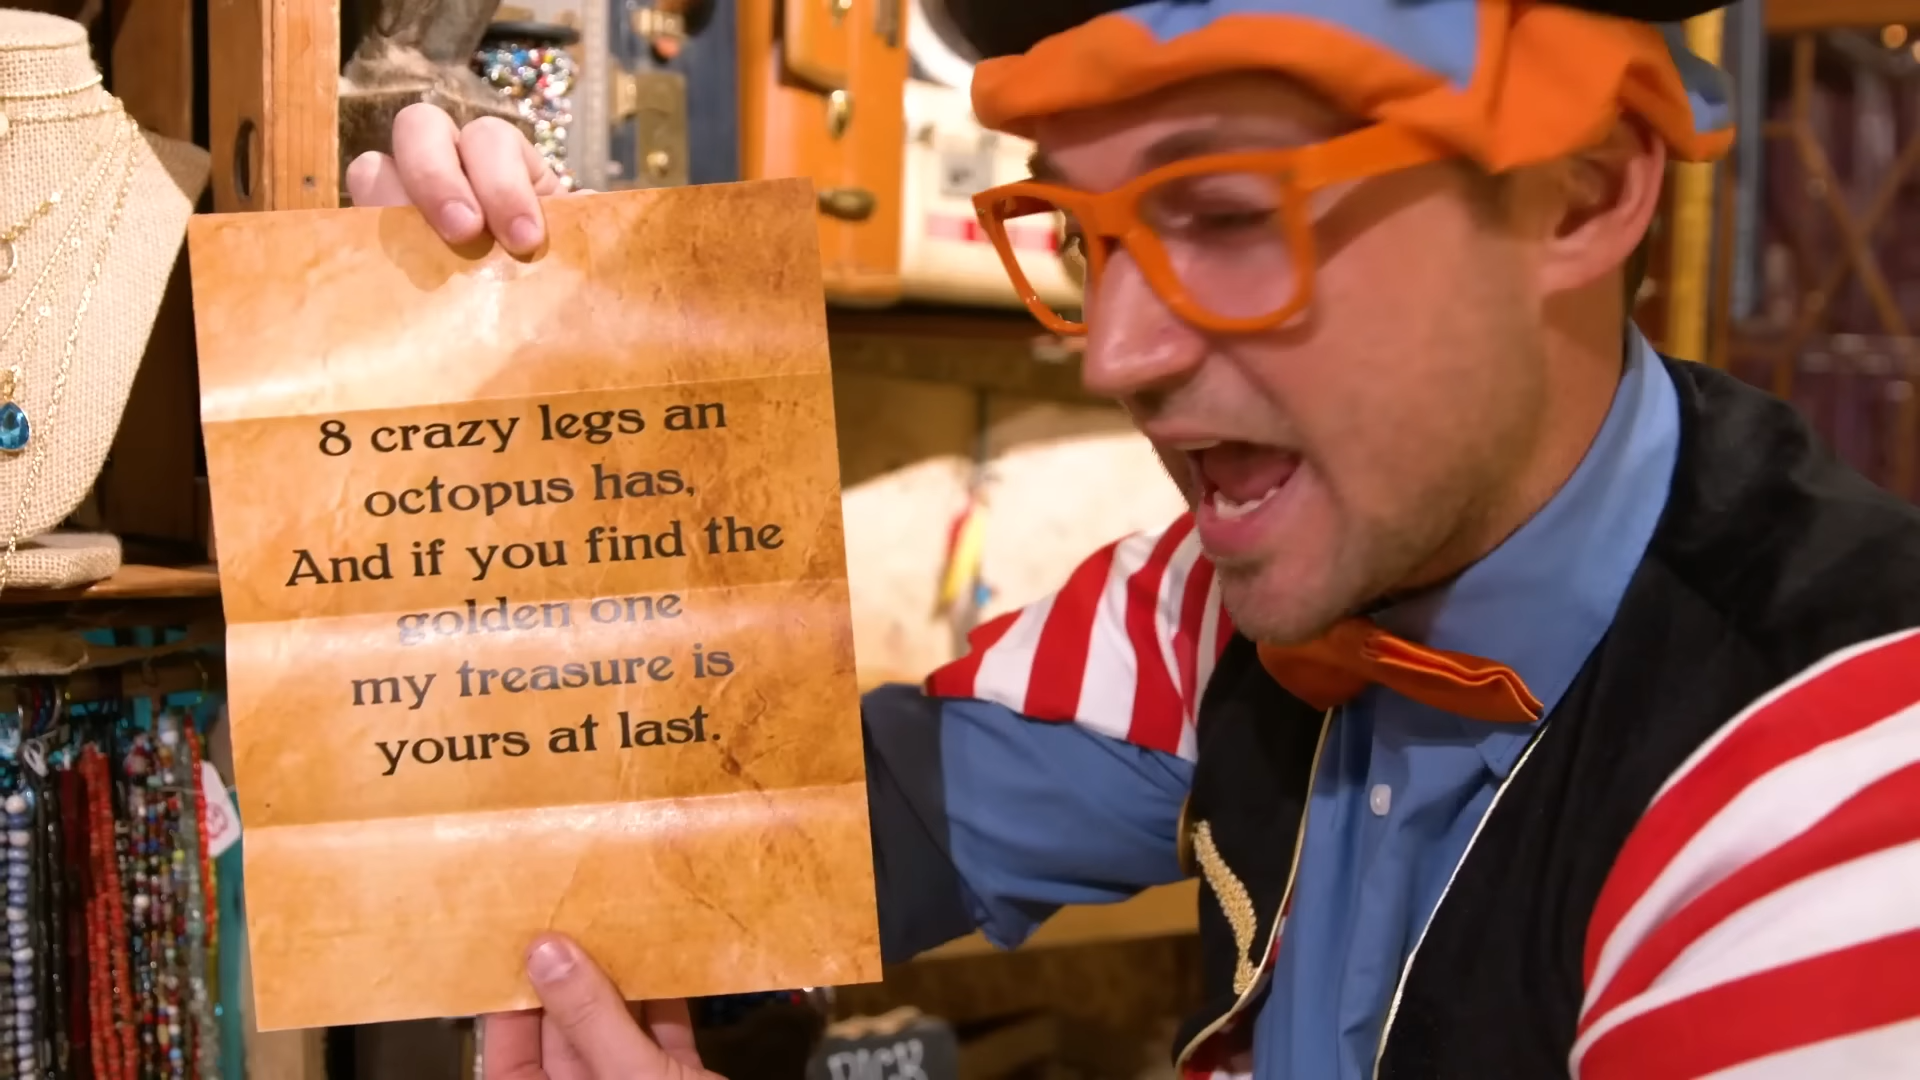 8 crazy legs an
octopus has,
And if you find the
golden one
my treasure is
yours at last.